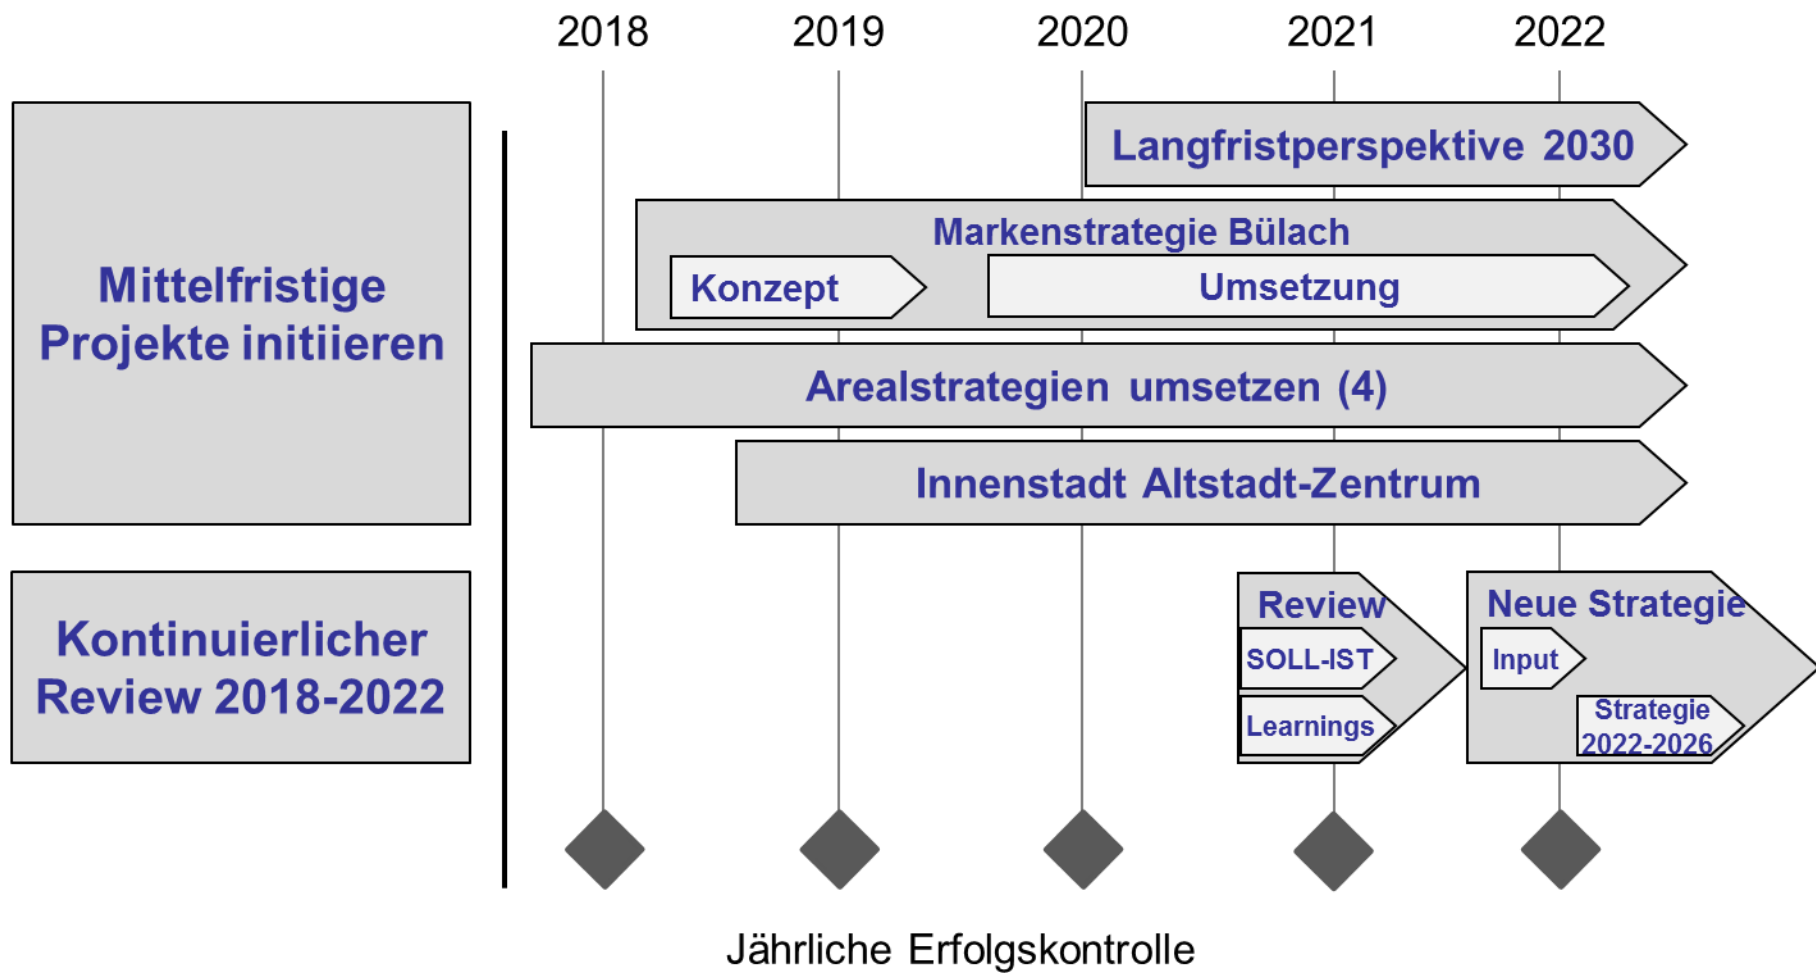 2018 2019 2020 2021 2022
Mittelfristige
Projekte initiieren
Langfristperspektive 2030
Markenstrategie Bülach
Konzept
Umsetzung
Arealstrategien umsetzen (4)
Innenstadt Altstadt-Zentrum
Kontinuierlicher
Review 2018-2022
Review
SOLL-IST
Learnings
Neue Strategie
Input
Strategie
2022-2026
Jährliche Erfolgskontrolle